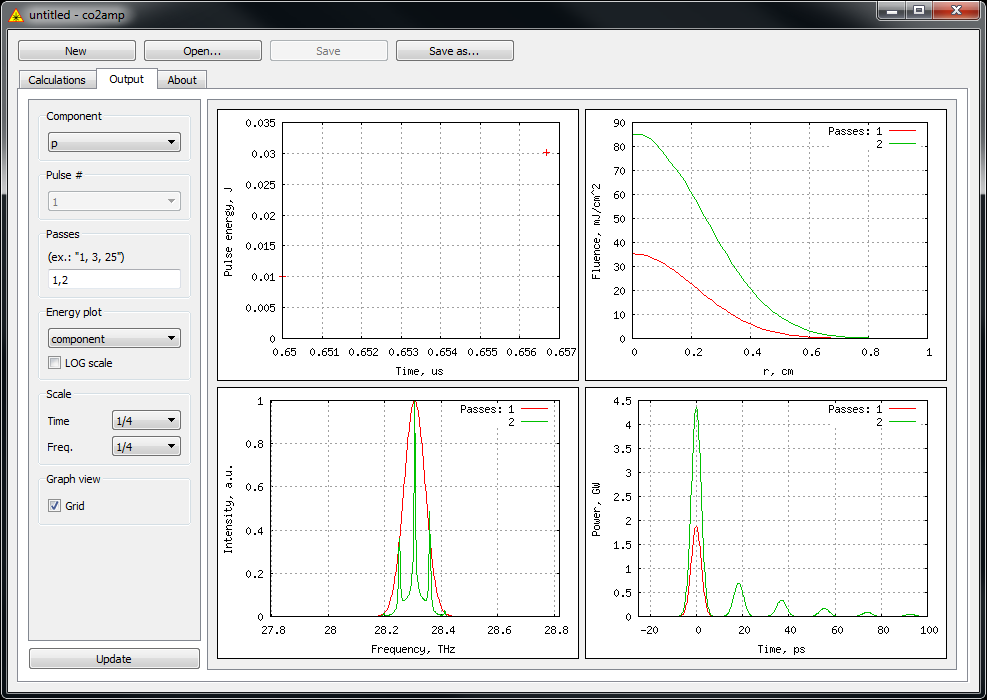 untitled - co2amp
New Open... Save Save as...
Calculations Output About
Component
p
Pulse #
1
Passes
(ex.: "1, 3, 25")
1,2
Energy plot
component
LOG scale
Scale
Time 1/4
Freq. 1/4
Graph view
Grid
Update
Pulse energy, J
0.035
0.03
0.025
0.02
0.015
0.01
0.005
0
0.65 0.651 0.652 0.653 0.654 0.655 0.656 0.657
Time, us
Fluence, mJ/cm^2
90
80
70
60
50
40
30
20
10
0
Passes: 1
2
0 0.2 0.4 0.6 0.8 1
r, cm
Intensity, a.u.
1
0.8
0.6
0.4
0.2
0
Passes: 1
2
27.8 28 28.2 28.4 28.6 28.8
Frequency, THz
Power, GW
4.5
4
3.5
3
2.5
2
1.5
1
0.5
0
Passes: 1
2
-20 0 20 40 60 80 100
Time, ps